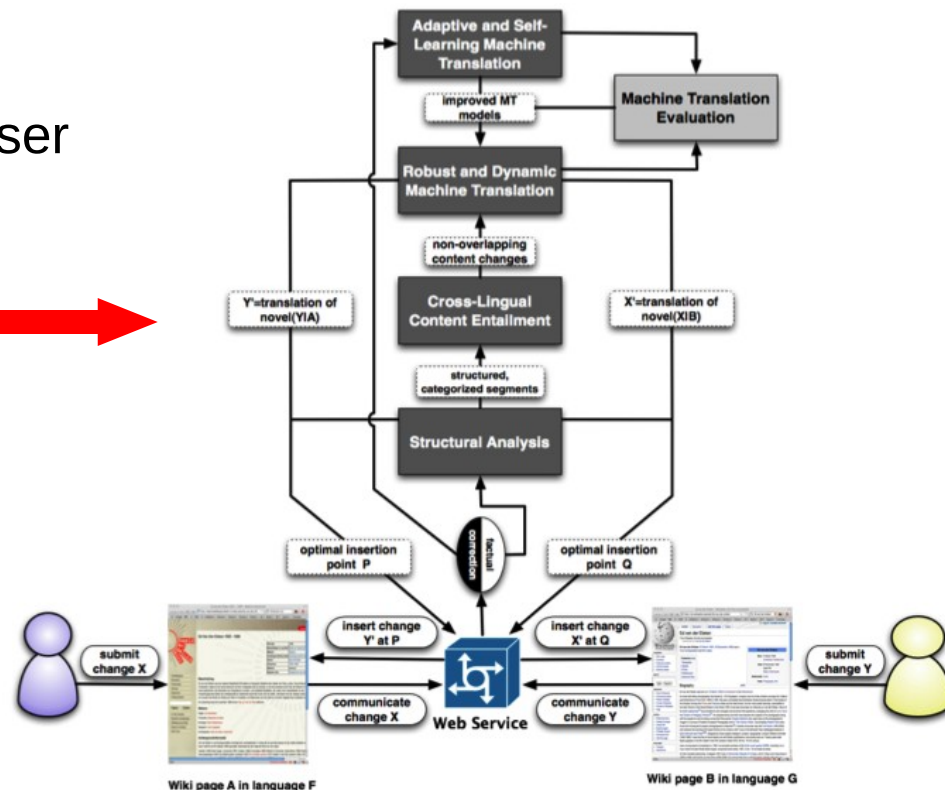 Adaptive and Self-
Learning Machine
Translation
improved MT
models
Machine Translation
Evaluation
ser
Robust and Dynamic
Machine Translation
non-overlapping
content changes
Y'=translation of
novel(Y|A)
Cross-Lingual
Content Entailment
X'=translation of
novel(X|B)
structured,
categorized segments
Structural Analysis
correction
factual
optimal insertion
point P
optimal insertion
point Q
insert change
Y' at P
insert change
X' at Q
submit
change X
submit
change Y
communicate
change X
communicate
change Y
Web Service
Wiki page A in language F
Wiki page B in language G